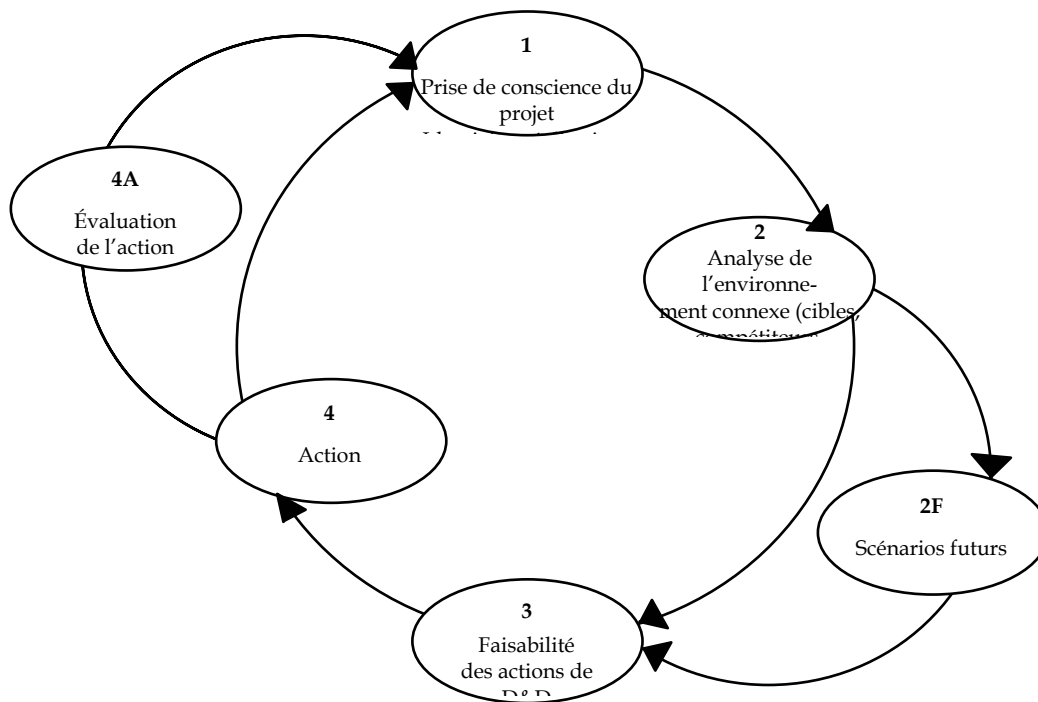 1
Prise de conscience du
projet
4A
Évaluation
de l’action
2
Analyse de
l’environne-
ment connexe (cibles,
compétiteurs
4
Action
2F
Scénarios futurs
3
Faisabilité
des actions de